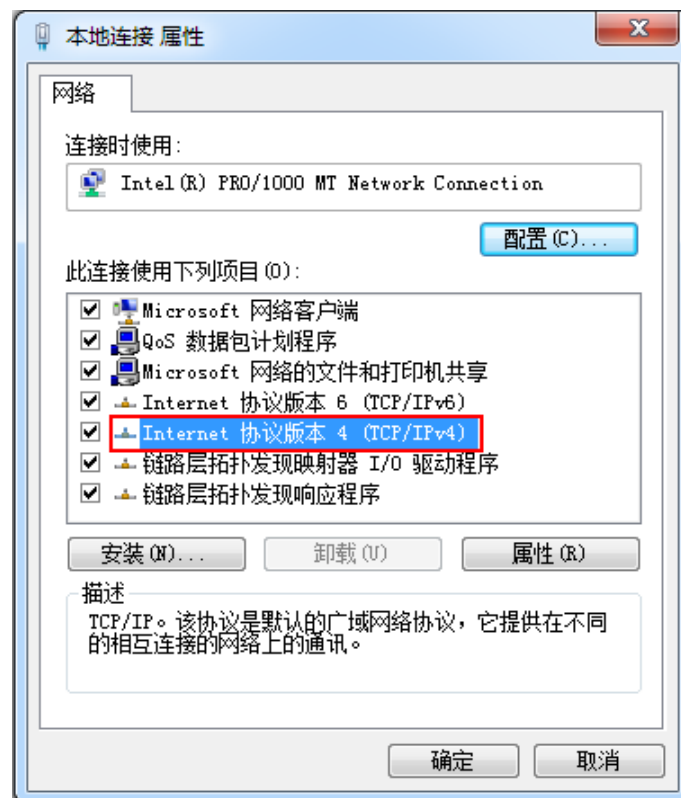 本地连接 属性
网络
连接时使用:
Intel(R) PRO/1000 MT Network Connection
配置(C)...
此连接使用下列项目(O):
Microsoft 网络客户端
QoS 数据包计划程序
Microsoft 网络的文件和打印机共享
Internet 协议版本 6 (TCP/IPv6)
Internet 协议版本 4 (TCP/IPv4)
链路层拓扑发现映射器 I/O 驱动程序
链路层拓扑发现响应程序
安装(N)... 卸载(U) 属性(R)
描述
TCP/IP。该协议是默认的广域网络协议，它提供在不同
的相互连接的网络上的通讯。
确定 取消